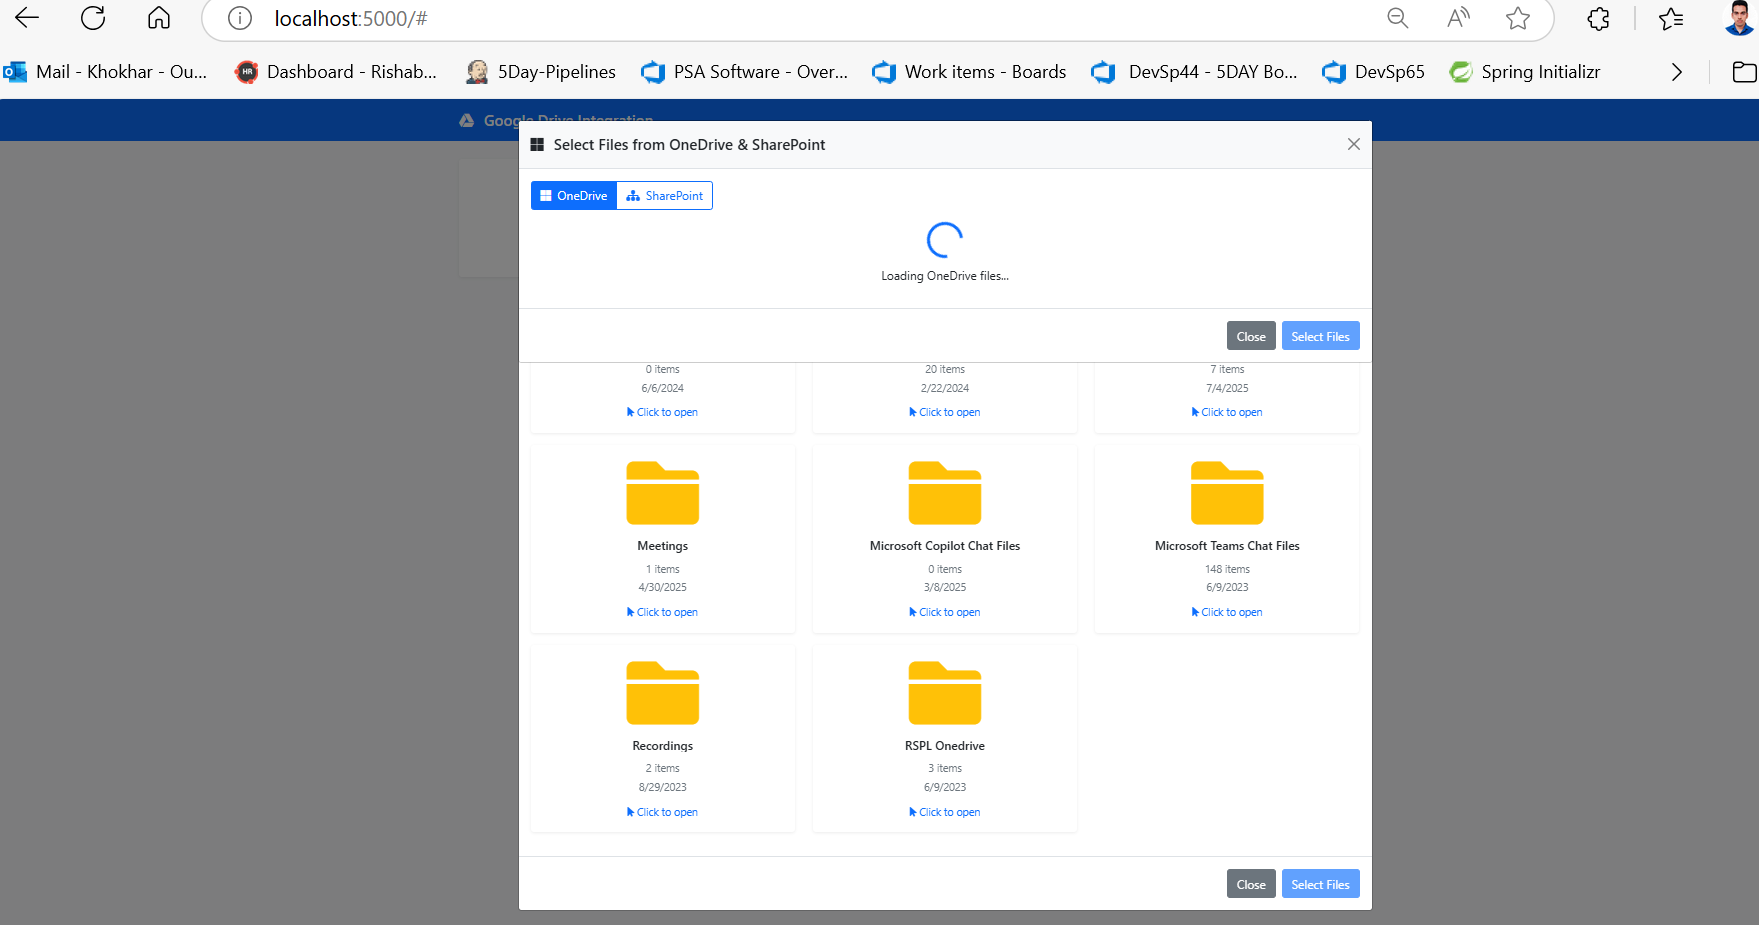 localhost:5000/#
Mail - Khokhar - Ou... Dashboard - Rishab... 5Day-Pipelines PSA Software - Over... Work items - Boards DevSp44 - 5DAY Bo... DevSp65 Spring Initializr
Google Drive Integration
Select Files from OneDrive & SharePoint
OneDrive SharePoint
Loading OneDrive files...
Close Select Files
0 items 20 items 7 items
6/6/2024 2/22/2024 7/4/2025
Click to open Click to open Click to open
Meetings Microsoft Copilot Chat Files Microsoft Teams Chat Files
1 items 0 items 148 items
4/30/2025 3/8/2025 6/9/2023
Click to open Click to open Click to open
Recordings RSPL Onedrive
2 items 3 items
8/29/2023 6/9/2023
Click to open Click to open
Close Select Files